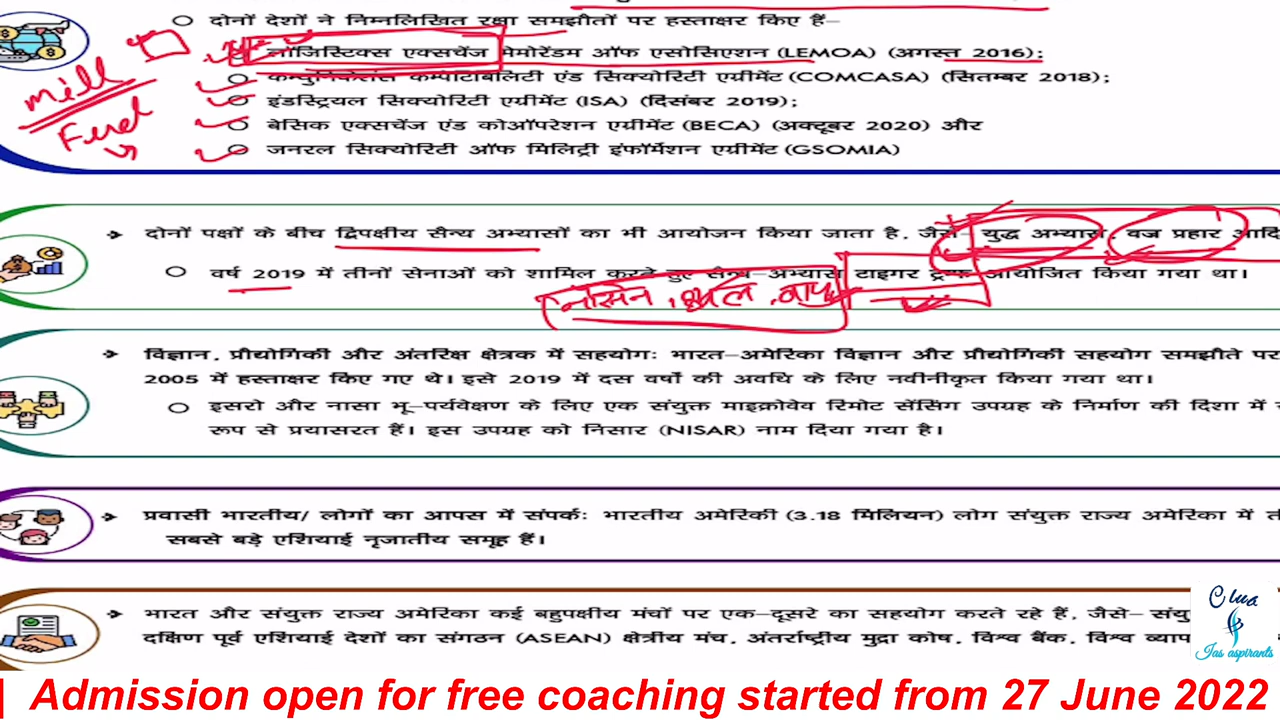 दोनों देशों ने निम्नलिखित रक्षा समझौतों पर हस्ताक्षर किए हैं–
लॉजिस्टिक्स एक्सचेंज मेमोरेंडम ऑफ एसोसिएशन (LEMOA) (अगस्त 2016);
कम्युनिकेशंस कम्पाटिबिलिटी एंड सिक्योरिटी एग्रीमेंट (COMCASA) (सितम्बर 2018);
इंडस्ट्रियल सिक्योरिटी एग्रीमेंट (ISA) (दिसंबर 2019);
बेसिक एक्सचेंज एंड कोऑपरेशन एग्रीमेंट (BECA) (अक्टूबर 2020) और
जनरल सिक्योरिटी ऑफ मिलिट्री इंफॉर्मेशन एग्रीमेंट (GSOMIA)
दोनों पक्षों के बीच द्विपक्षीय सैन्य अभ्यासों का भी आयोजन किया जाता है, जैसे– युद्ध अभ्यास, वज्र प्रहार आदि
वर्ष 2019 में तीनों सेनाओं को शामिल करते हुए सैन्य–अभ्यास टाइगर ट्रम्फ आयोजित किया गया था।
विज्ञान, प्रौद्योगिकी और अंतरिक्ष क्षेत्रक में सहयोगः भारत–अमेरिका विज्ञान और प्रौद्योगिकी सहयोग समझौते पर
2005 में हस्ताक्षर किए गए थे। इसे 2019 में दस वर्षों की अवधि के लिए नवीनीकृत किया गया था।
इसरो और नासा भू–पर्यवेक्षण के लिए एक संयुक्त माइक्रोवेव रिमोट सेंसिंग उपग्रह के निर्माण की दिशा में
रूप से प्रयासरत हैं। इस उपग्रह को निसार (NISAR) नाम दिया गया है।
प्रवासी भारतीय/ लोगों का आपस में संपर्कः भारतीय अमेरिकी (3.18 मिलियन) लोग संयुक्त राज्य अमेरिका में
सबसे बड़े एशियाई नृजातीय समूह हैं।
भारत और संयुक्त राज्य अमेरिका कई बहुपक्षीय मंचों पर एक–दूसरे का सहयोग करते रहे हैं, जैसे–
दक्षिण पूर्व एशियाई देशों का संगठन (ASEAN) क्षेत्रीय मंच, अंतर्राष्ट्रीय मुद्रा कोष, विश्व बैंक, विश्व
Ias aspirants
Admission open for free coaching started from 27 June 2022